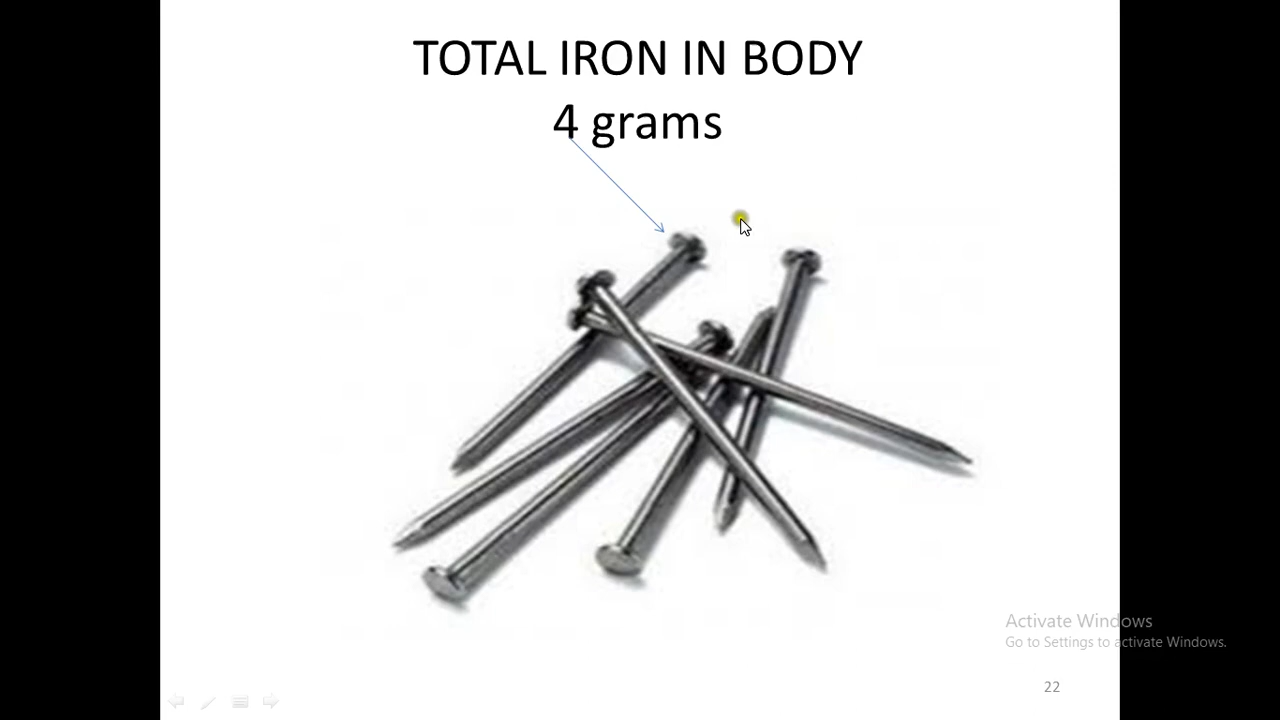 TOTAL IRON IN BODY
4 grams
Activate Windows
Go to Settings to activate Windows.
22